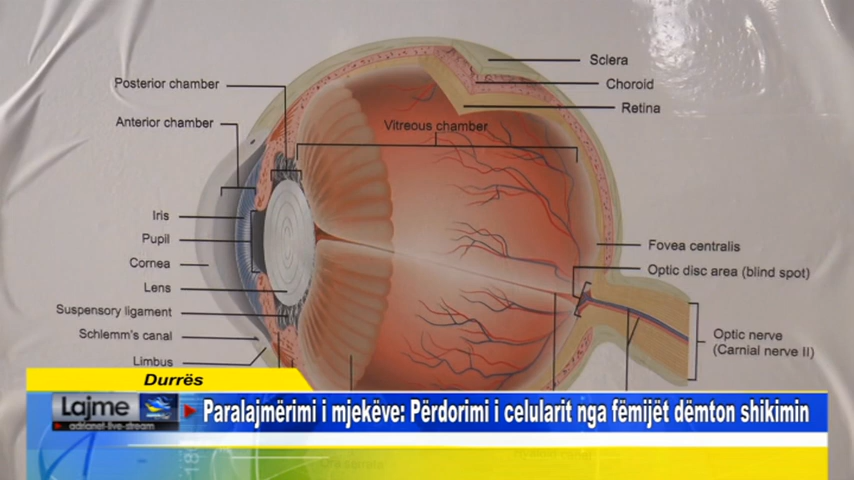 Sclera
Posterior chamber
Choroid
Retina
Anterior chamber
Vitreous chamber
Iris
Pupil
Fovea centralis
Cornea
Optic disc area (blind spot)
Lens
Suspensory ligament
Schlemm's canal
Optic nerve
(Carnial nerve II)
Limbus
Durrës
Lajme
adrianet-live-stream
Paralajmërimi i mjekëve: Përdorimi i celularit nga fëmijët dëmton shikimin